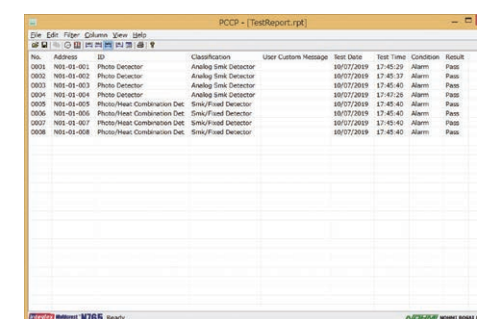 PCCP - [TestReport.rpt]
File Edit Filter Column View Help
No. Address ID Classification User Custom Message Test Date Test Time Condition Result
0001 N01-01-001 Photo Detector Analog Smk Detector 10/07/2019 17:45:29 Alarm Pass
0002 N01-01-002 Photo Detector Analog Smk Detector 10/07/2019 17:45:37 Alarm Pass
0003 N01-01-003 Photo Detector Analog Smk Detector 10/07/2019 17:45:40 Alarm Pass
0004 N01-01-004 Photo Detector Analog Smk Detector 10/07/2019 17:47:26 Alarm Pass
0005 N01-01-005 Photo/Heat Combination Det Smk/Fixed Detector 10/07/2019 17:45:40 Alarm Pass
0006 N01-01-006 Photo/Heat Combination Det Smk/Fixed Detector 10/07/2019 17:45:40 Alarm Pass
0007 N01-01-007 Photo/Heat Combination Det Smk/Fixed Detector 10/07/2019 17:45:40 Alarm Pass
0008 N01-01-008 Photo/Heat Combination Det Smk/Fixed Detector 10/07/2019 17:45:40 Alarm Pass
Ready